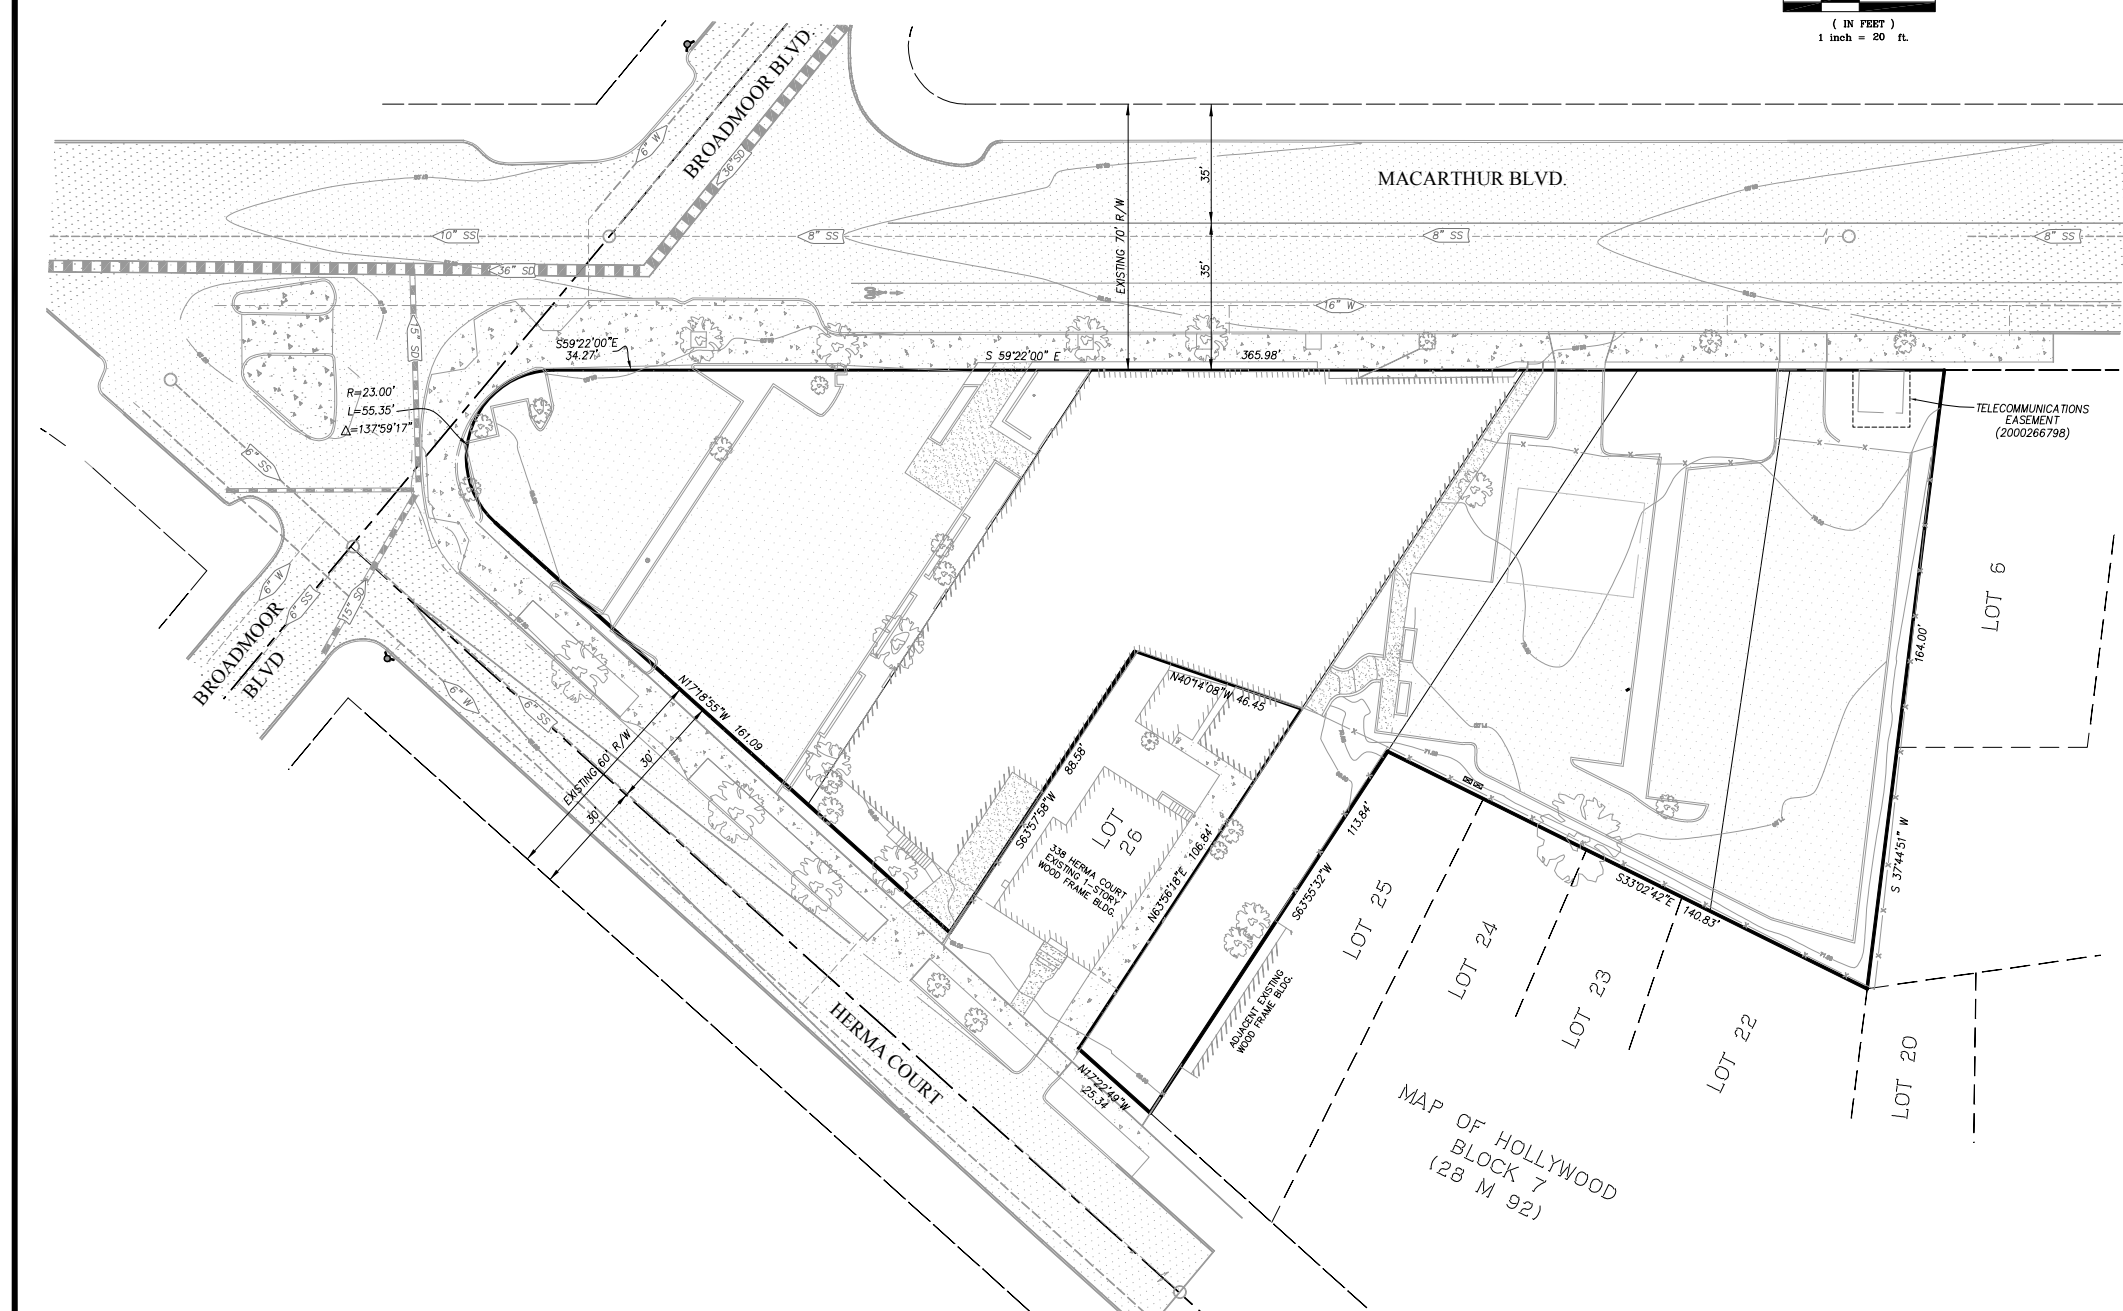 ( IN FEET )
1 inch = 20 ft.
BROADMOOR BLVD.
6" W
36"SD
MACARTHUR BLVD.
35'
EXISTING 70' R/W
35'
10" SS
8" SS
8" SS
8" SS
36" SD
16" W
15" SD
S59°22'00"E
34.27'
S 59°22'00" E
365.98'
R=23.00'
L=55.35'
△=137°59'17"
TELECOMMUNICATIONS
EASEMENT
(2000266798)
6" SS
6" W
6" SS
15" SD
BROADMOOR
BLVD
6" W
6" SS
LOT 6
164.00'
S 37°44'51" W
N17°18'55"W
161.09
EXISTING 60' R/W
30'
30'
N40°14'08"W 46.45
88.58'
S63°57'58"W
LOT
26
338 HERMA COURT
EXISTING 1-STORY
WOOD FRAME BLDG.
106.84'
N63°56'18"E
113.84'
S63°55'32"W
S33°02'42"E
140.83'
LOT 25
LOT 24
LOT 23
LOT 22
LOT 20
ADJACENT EXISTING
WOOD FRAME BLDG.
HERMA COURT
N17°22'49"W
25.34
MAP OF HOLLYWOOD
BLOCK 7
(28 M 92)